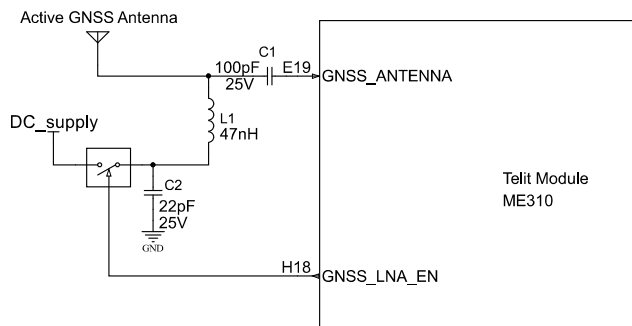 Active GNSS Antenna
C1
100pF
25V
E19
GNSS_ANTENNA
L1
47nH
DC_supply
C2
22pF
25V
GND
Telit Module
ME310
H18
GNSS_LNA_EN